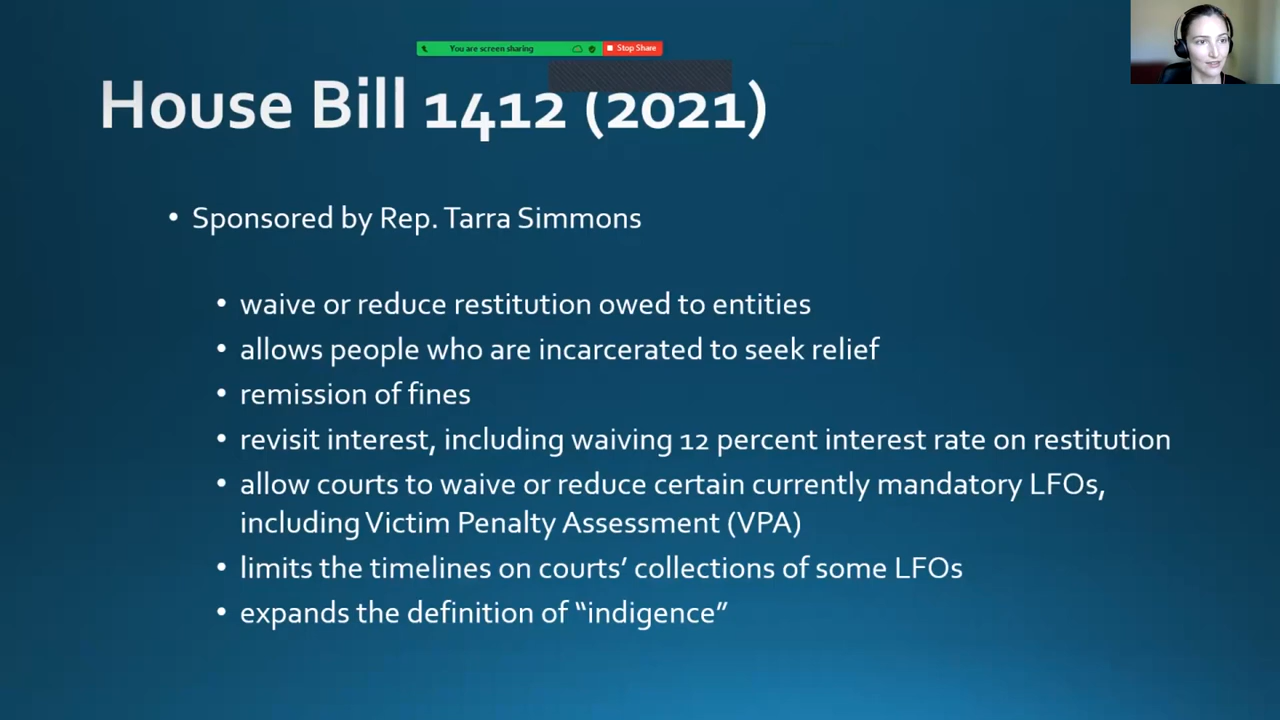 You are screen sharing
Stop Share
House Bill 1412 (2021)
• Sponsored by Rep. Tarra Simmons
• waive or reduce restitution owed to entities
• allows people who are incarcerated to seek relief
• remission of fines
• revisit interest, including waiving 12 percent interest rate on restitution
• allow courts to waive or reduce certain currently mandatory LFOs,
including Victim Penalty Assessment (VPA)
• limits the timelines on courts’ collections of some LFOs
• expands the definition of “indigence”